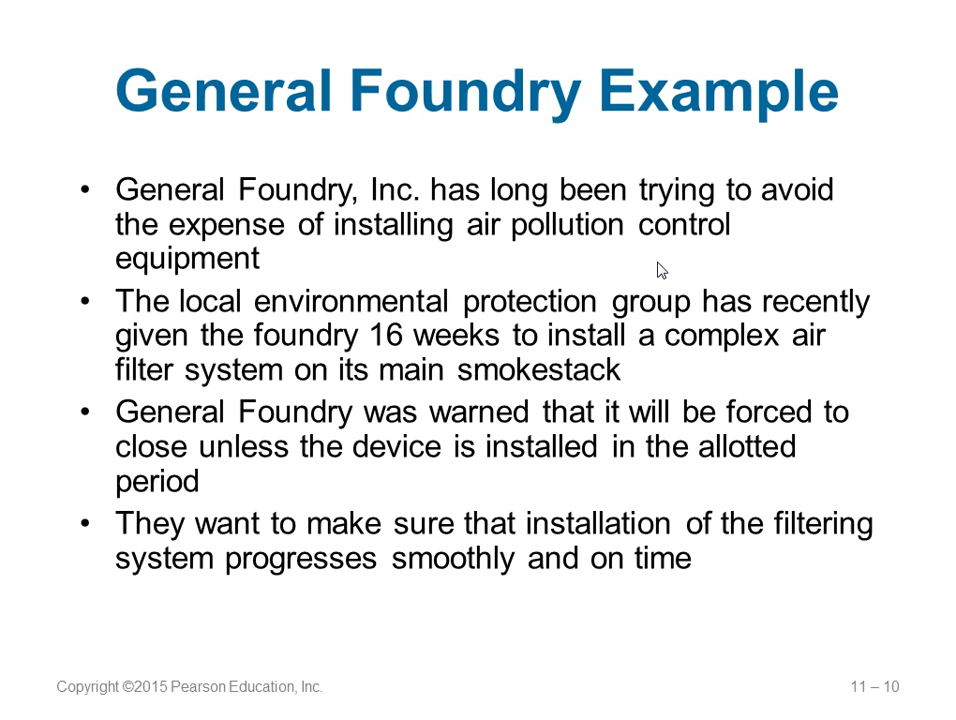 General Foundry Example
• General Foundry, Inc. has long been trying to avoid
the expense of installing air pollution control
equipment
• The local environmental protection group has recently
given the foundry 16 weeks to install a complex air
filter system on its main smokestack
• General Foundry was warned that it will be forced to
close unless the device is installed in the allotted
period
• They want to make sure that installation of the filtering
system progresses smoothly and on time
Copyright ©2015 Pearson Education, Inc.
11 – 10